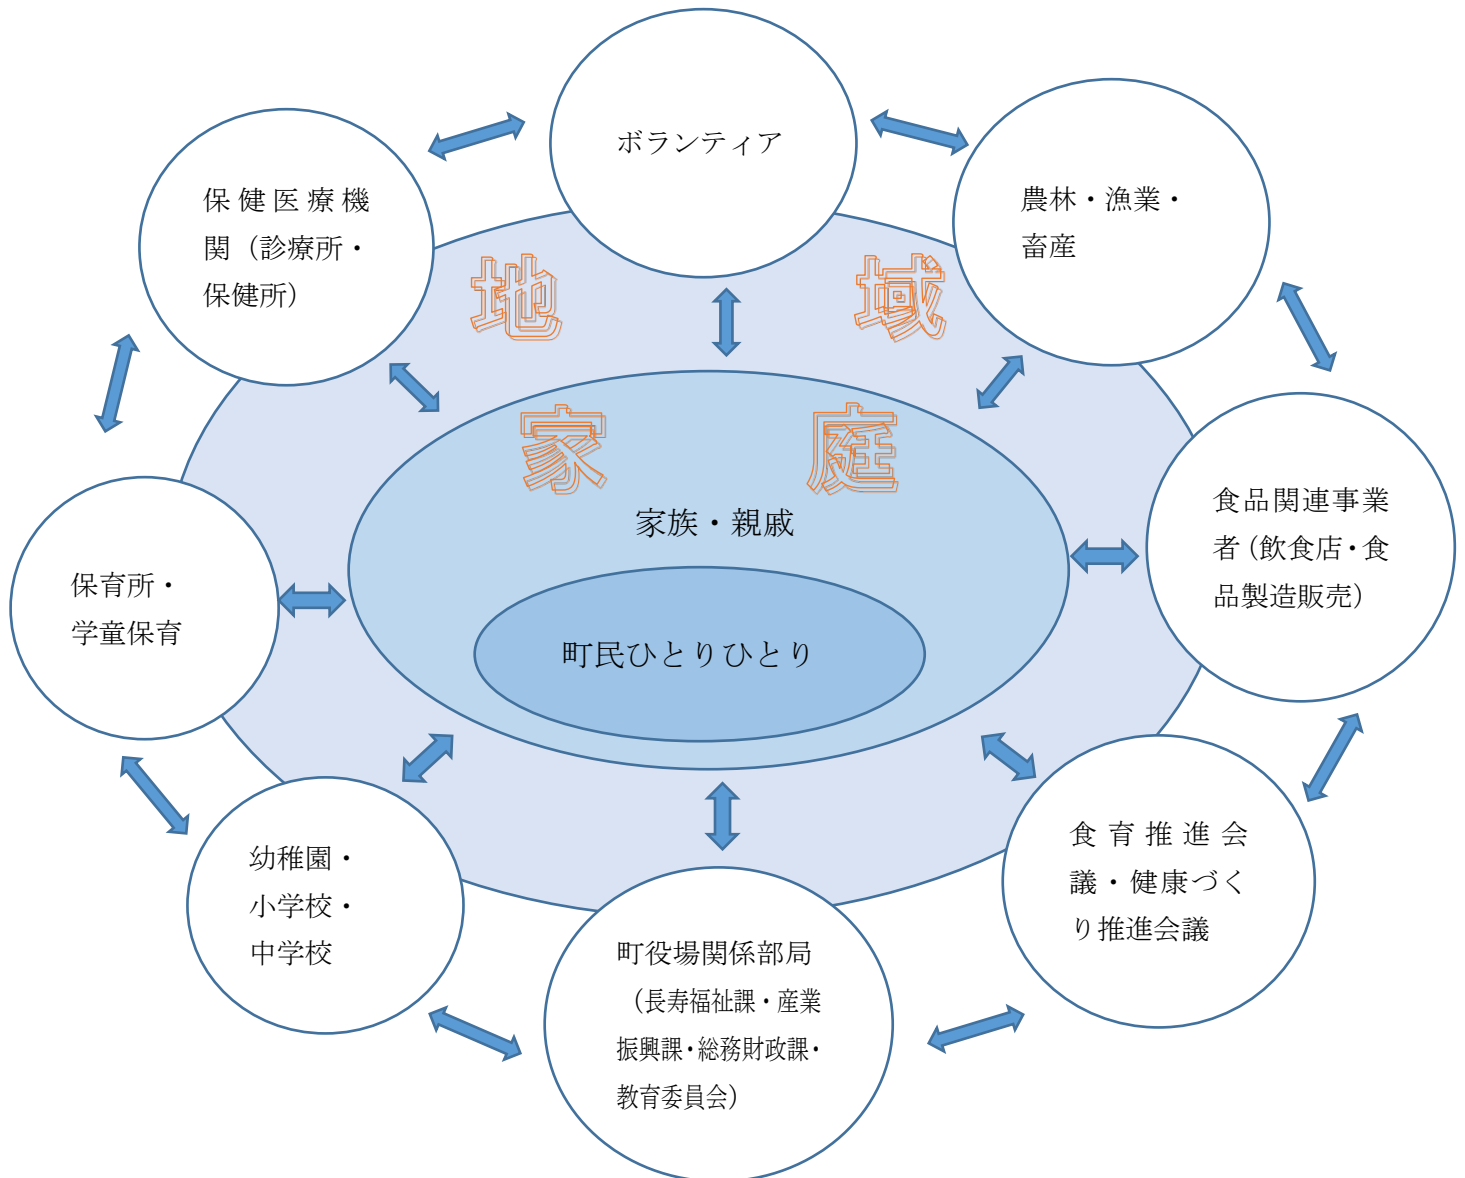 ボランティア
保健医療機
関（診療所・
保健所）
農林・漁業・
畜産
地域
家庭
家族・親戚
町民ひとりひとり
食品関連事業
者（飲食店・食
品製造販売）
保育所・
学童保育
幼稚園・
小学校・
中学校
食育推進会
議・健康づく
り推進会議
町役場関係部局
（長寿福祉課・産業
振興課・総務財政課・
教育委員会）